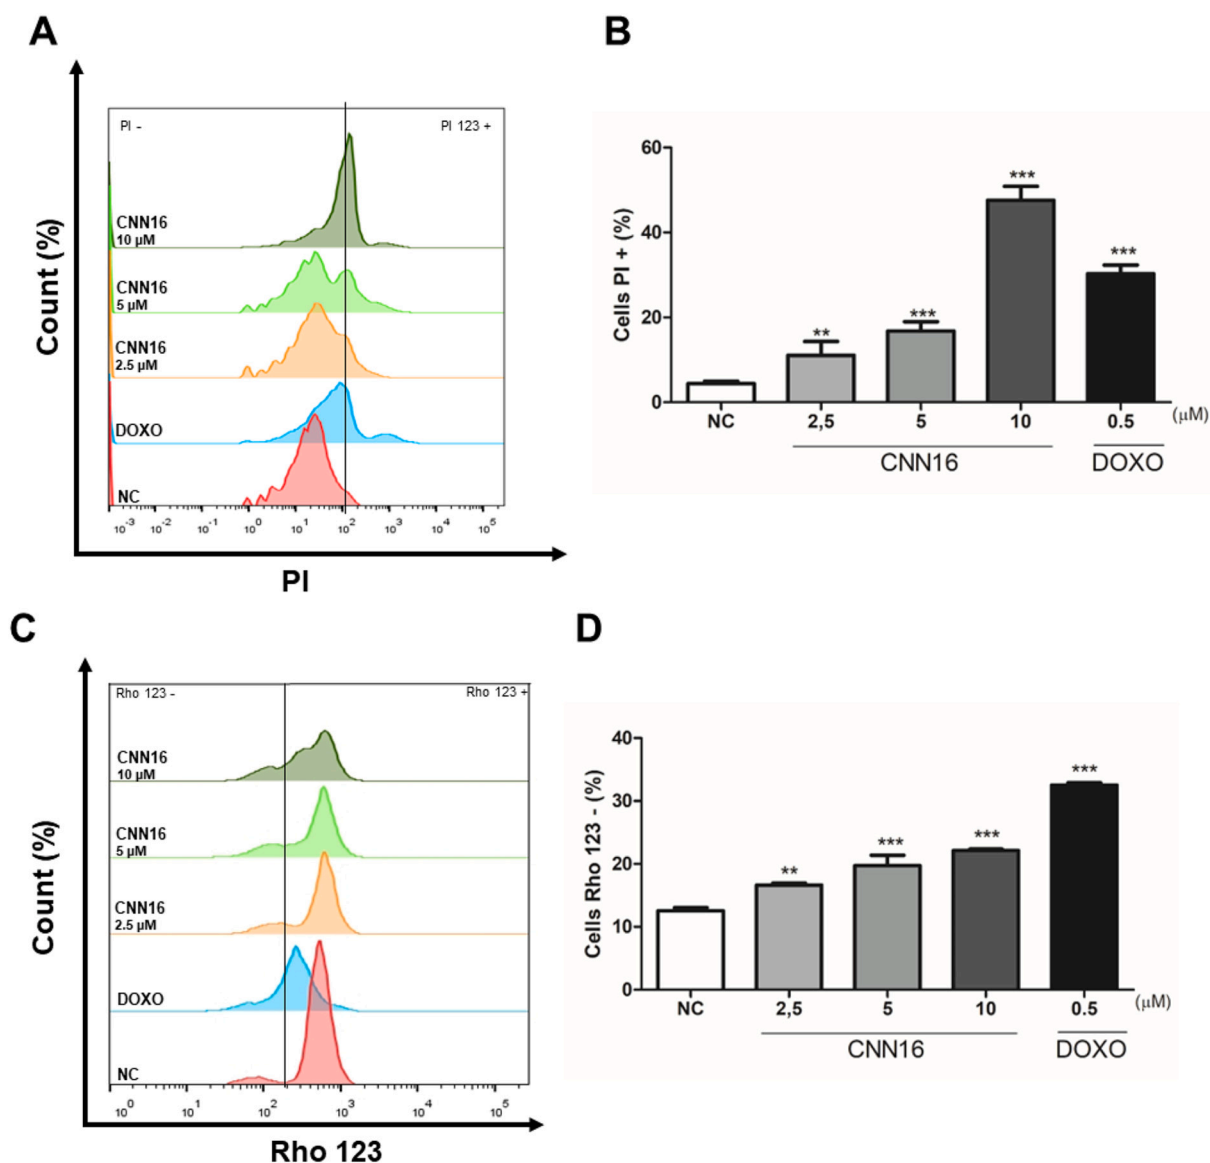 A
PI -
PI 123 +
CNN16
10 µM
CNN16
5 µM
CNN16
2.5 µM
DOXO
NC
10-3 10-2 10-1 100 101 102 103 104 105
Count (%)
PI
B
60
40
20
0
Cells PI + (%)
**
***
***
***
NC 2,5 5 10 0.5 (µM)
CNN16 DOXO
C
Rho 123 -
Rho 123 +
CNN16
10 µM
CNN16
5 µM
CNN16
2.5 µM
DOXO
NC
100 101 102 103 104 105
Count (%)
Rho 123
D
40
30
20
10
0
Cells Rho 123 - (%)
**
***
***
***
NC 2,5 5 10 0.5 (µM)
CNN16 DOXO